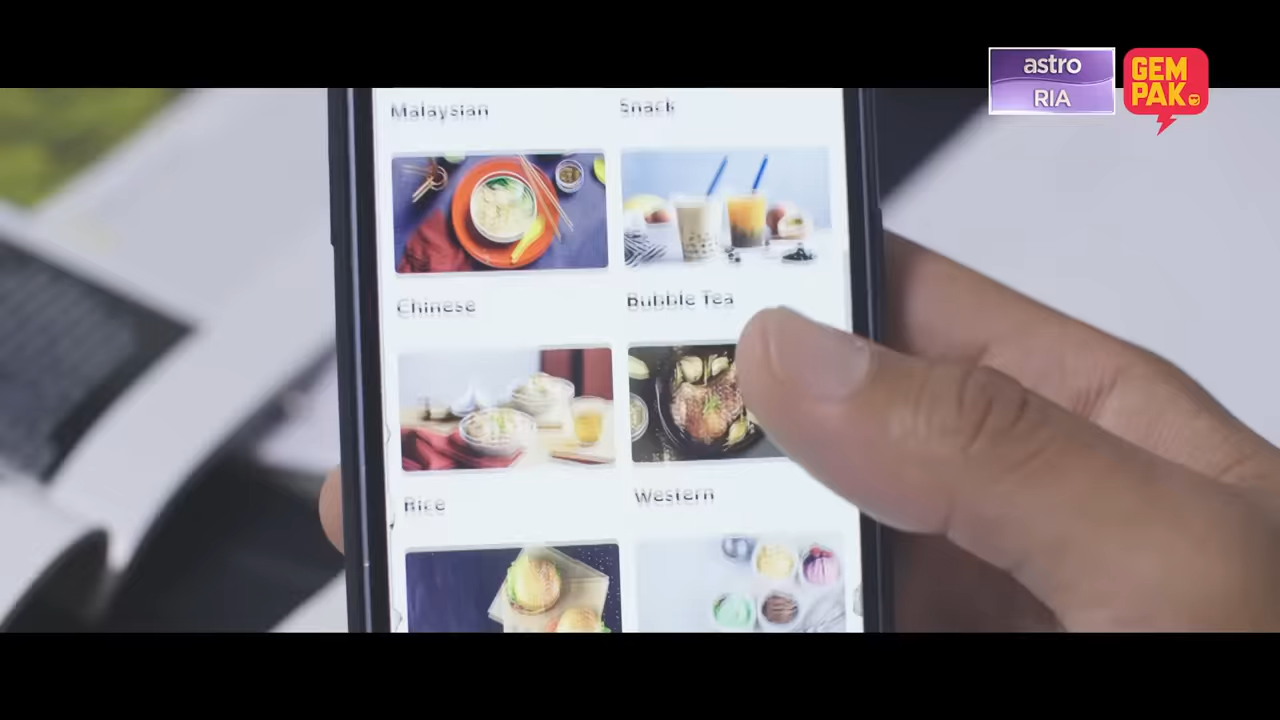 astro
RIA
GEM
PAK
Malaysian
Snack
Chinese
Bubble Tea
Rice
Western